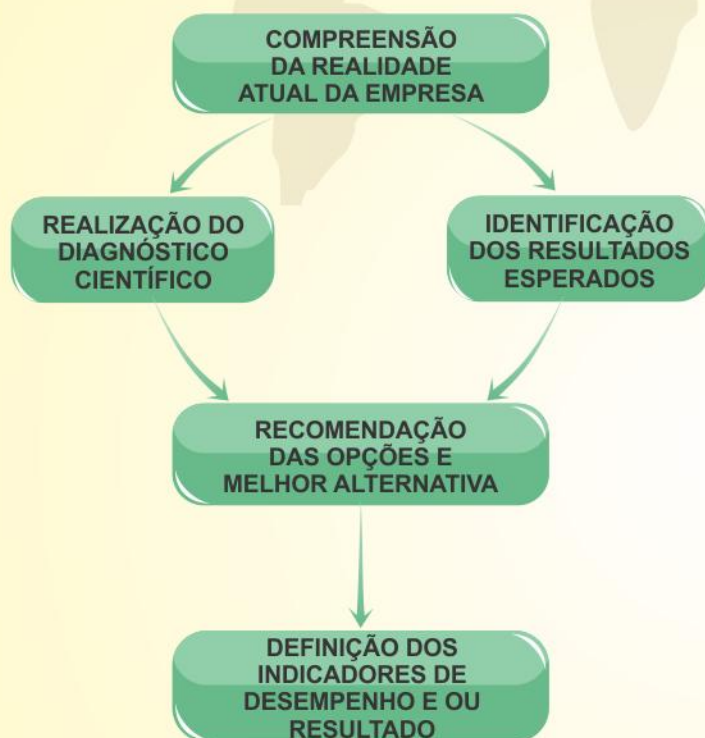 COMPREENSÃO
DA REALIDADE
ATUAL DA EMPRESA
REALIZAÇÃO DO
DIAGNÓSTICO
CIENTÍFICO
IDENTIFICAÇÃO
DOS RESULTADOS
ESPERADOS
RECOMENDAÇÃO
DAS OPÇÕES E
MELHOR ALTERNATIVA
DEFINIÇÃO DOS
INDICADORES DE
DESEMPENHO E OU
RESULTADO